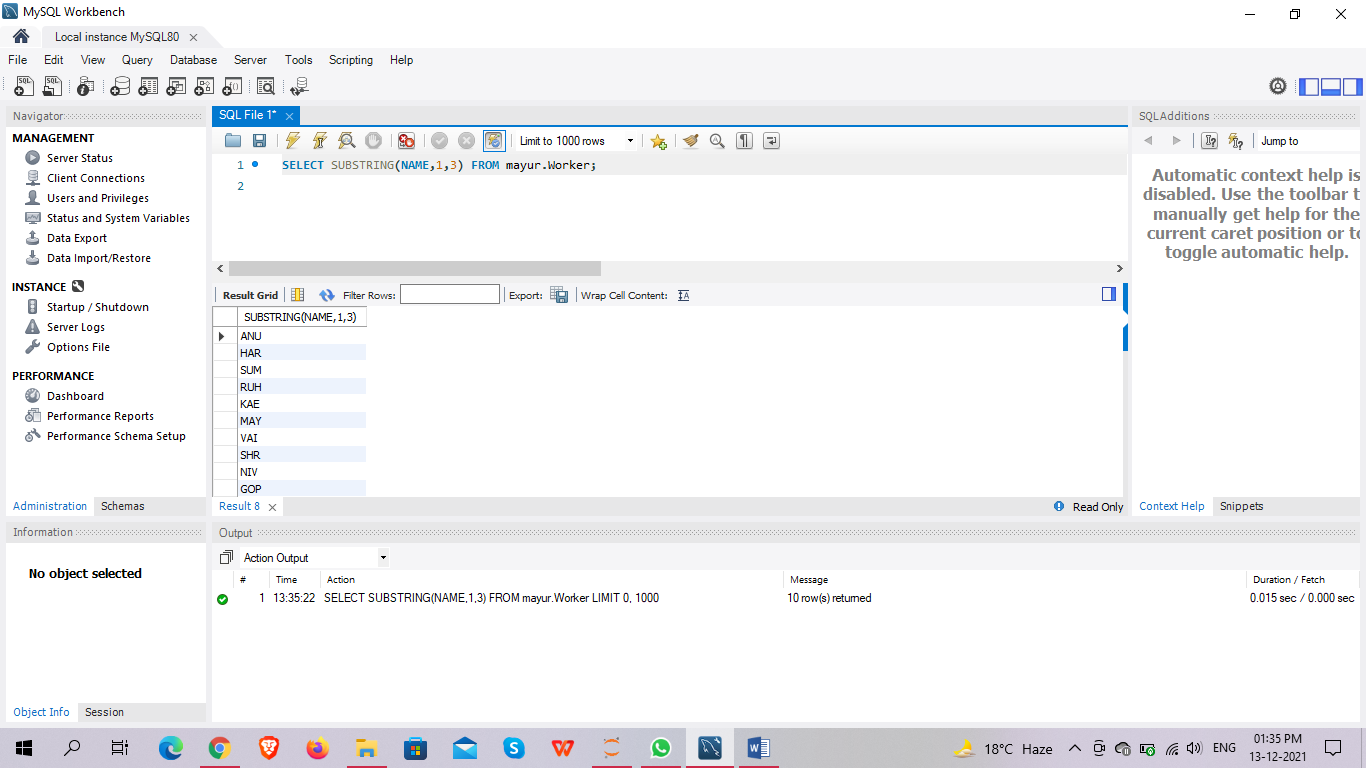 MySQL Workbench
Local instance MySQL80
File Edit View Query Database Server Tools Scripting Help
Navigator
MANAGEMENT
Server Status
Client Connections
Users and Privileges
Status and System Variables
Data Export
Data Import/Restore
INSTANCE
Startup / Shutdown
Server Logs
Options File
PERFORMANCE
Dashboard
Performance Reports
Performance Schema Setup
Administration Schemas
Information
No object selected
Object Info Session
SQL File 1*
Limit to 1000 rows
1 SELECT SUBSTRING(NAME,1,3) FROM mayur.Worker;
2
Result Grid Filter Rows: Export: Wrap Cell Content:
SUBSTRING(NAME,1,3)
ANU
HAR
SUM
RUH
KAE
MAY
VAI
SHR
NIV
GOP
Result 8 Read Only
SQLAdditions
Jump to
Automatic context help is
disabled. Use the toolbar t
manually get help for the
current caret position or to
toggle automatic help.
Context Help Snippets
Output
Action Output
# Time Action Message Duration / Fetch
1 13:35:22 SELECT SUBSTRING(NAME,1,3) FROM mayur.Worker LIMIT 0, 1000 10 row(s) returned 0.015 sec / 0.000 sec
18°C Haze ENG 01:35 PM
13-12-2021